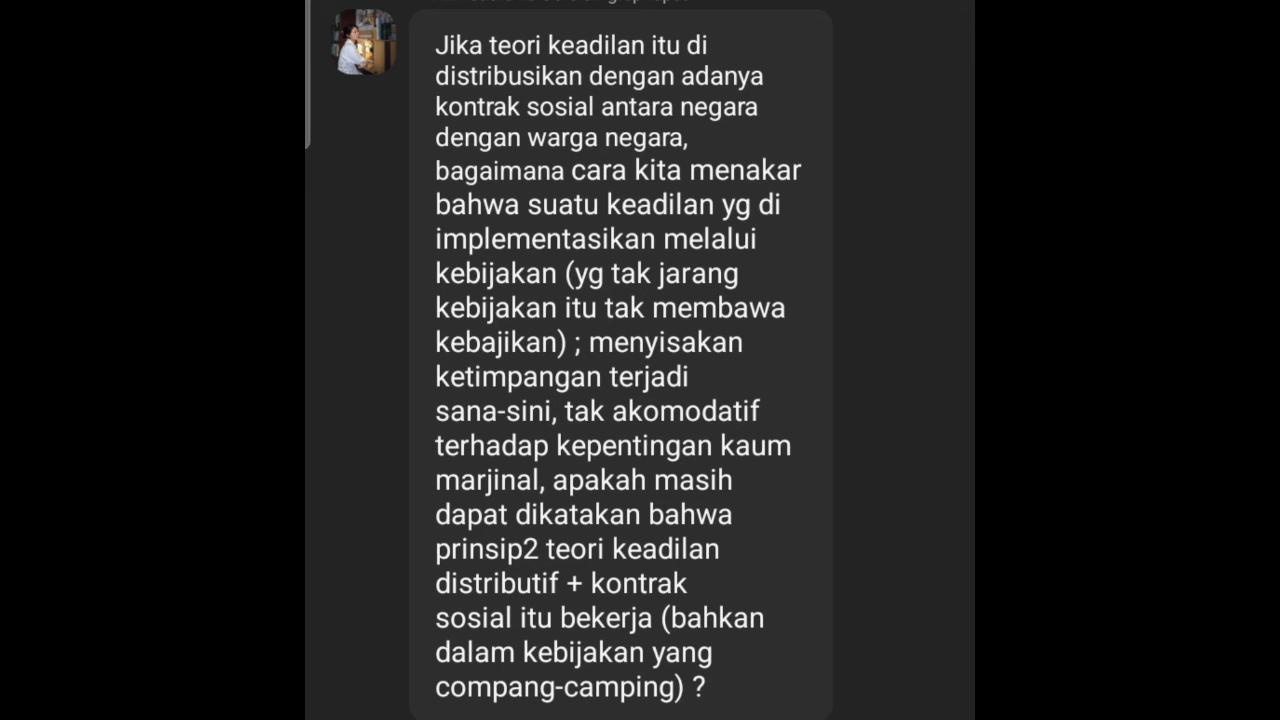 Jika teori keadilan itu di
distribusikan dengan adanya
kontrak sosial antara negara
dengan warga negara,
bagaimana cara kita menakar
bahwa suatu keadilan yg di
implementasikan melalui
kebijakan (yg tak jarang
kebijakan itu tak membawa
kebajikan) ; menyisakan
ketimpangan terjadi
sana-sini, tak akomodatif
terhadap kepentingan kaum
marjinal, apakah masih
dapat dikatakan bahwa
prinsip2 teori keadilan
distributif + kontrak
sosial itu bekerja (bahkan
dalam kebijakan yang
compang-camping) ?